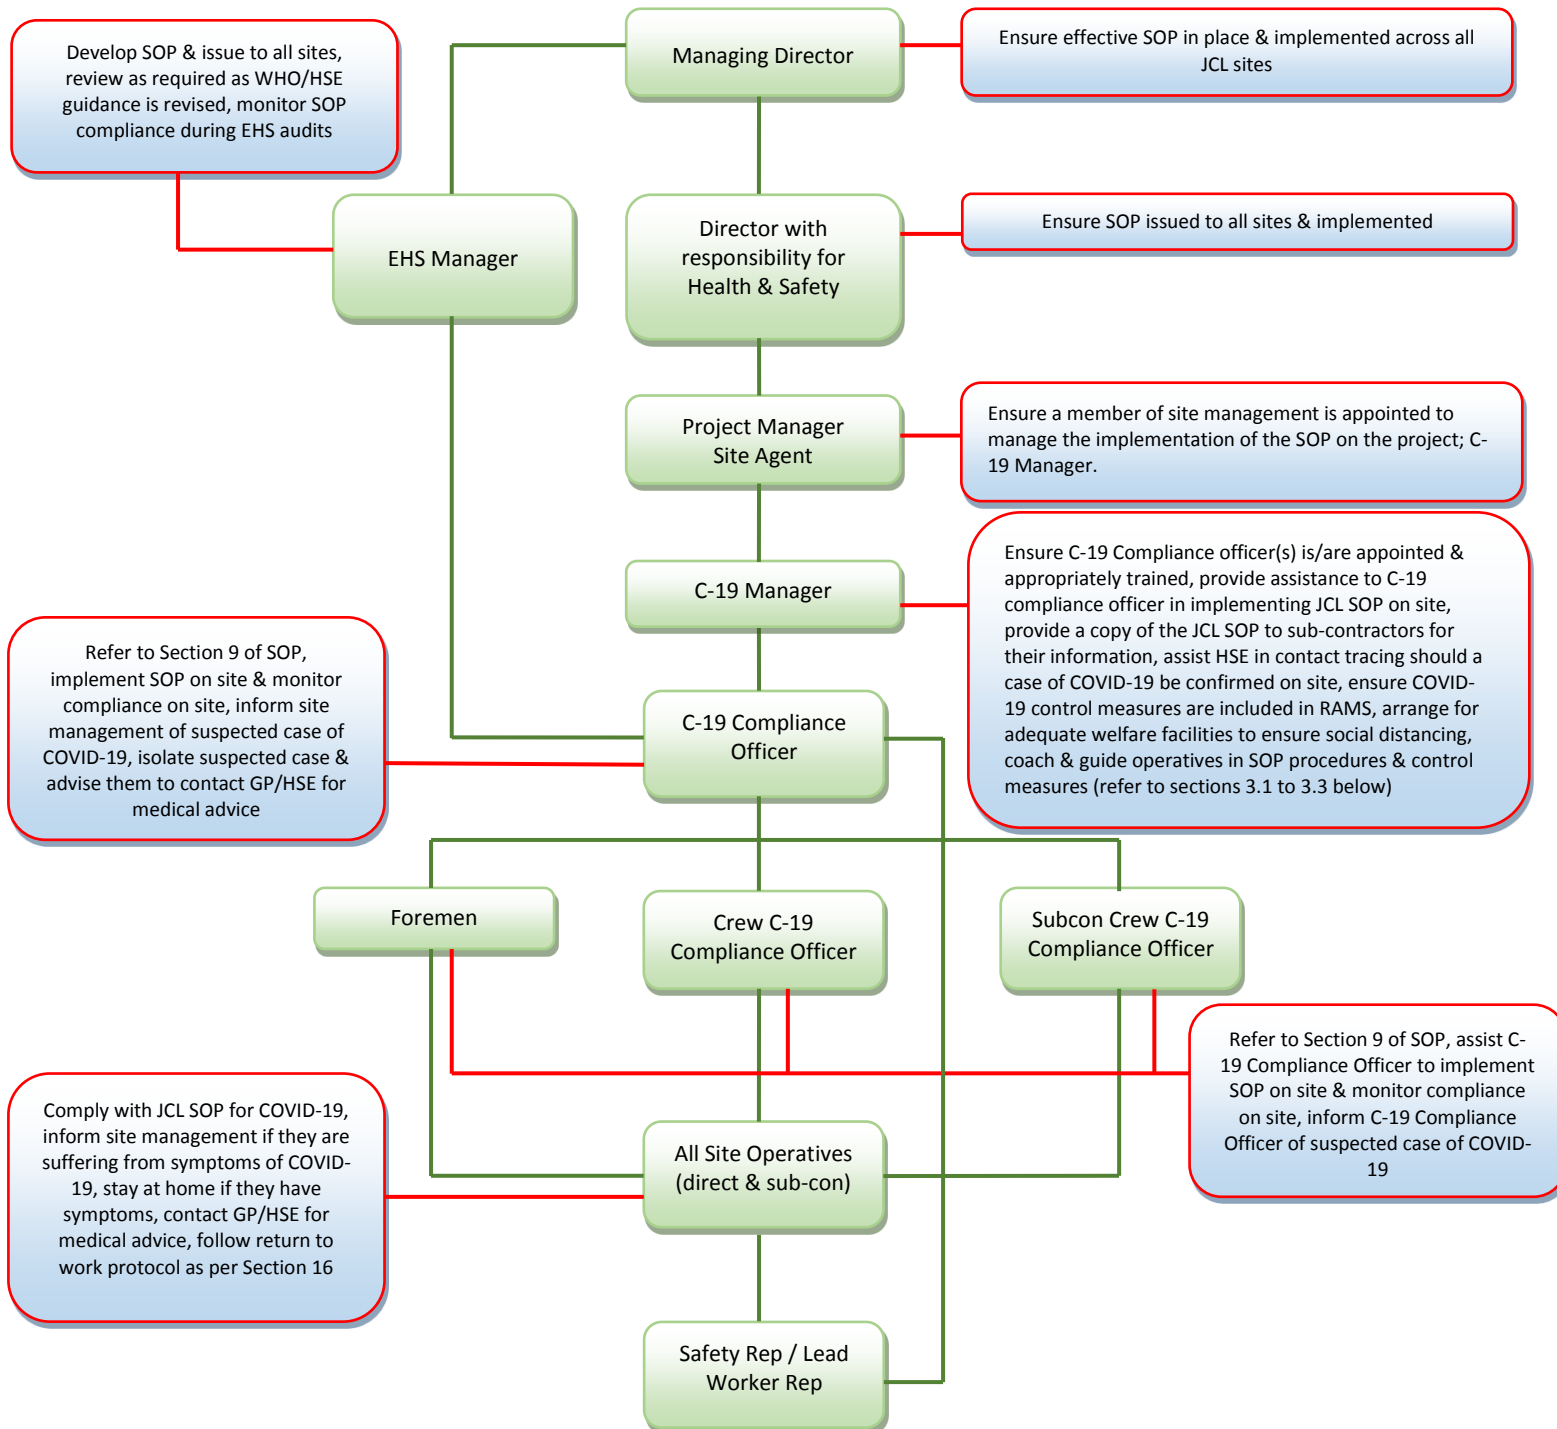 Develop SOP & issue to all sites,
review as required as WHO/HSE
guidance is revised, monitor SOP
compliance during EHS audits
Managing Director
Ensure effective SOP in place & implemented across all
JCL sites
EHS Manager
Director with
responsibility for
Health & Safety
Ensure SOP issued to all sites & implemented
Project Manager
Site Agent
Ensure a member of site management is appointed to
manage the implementation of the SOP on the project; C-
19 Manager.
C-19 Manager
Ensure C-19 Compliance officer(s) is/are appointed &
appropriately trained, provide assistance to C-19
compliance officer in implementing JCL SOP on site,
provide a copy of the JCL SOP to sub-contractors for
their information, assist HSE in contact tracing should a
case of COVID-19 be confirmed on site, ensure COVID-
19 control measures are included in RAMS, arrange for
adequate welfare facilities to ensure social distancing,
coach & guide operatives in SOP procedures & control
measures (refer to sections 3.1 to 3.3 below)
Refer to Section 9 of SOP,
implement SOP on site & monitor
compliance on site, inform site
management of suspected case of
COVID-19, isolate suspected case &
advise them to contact GP/HSE for
medical advice
C-19 Compliance
Officer
Foremen
Crew C-19
Compliance Officer
Subcon Crew C-19
Compliance Officer
Refer to Section 9 of SOP, assist C-
19 Compliance Officer to implement
SOP on site & monitor compliance
on site, inform C-19 Compliance
Officer of suspected case of COVID-
19
Comply with JCL SOP for COVID-19,
inform site management if they are
suffering from symptoms of COVID-
19, stay at home if they have
symptoms, contact GP/HSE for
medical advice, follow return to
work protocol as per Section 16
All Site Operatives
(direct & sub-con)
Safety Rep / Lead
Worker Rep